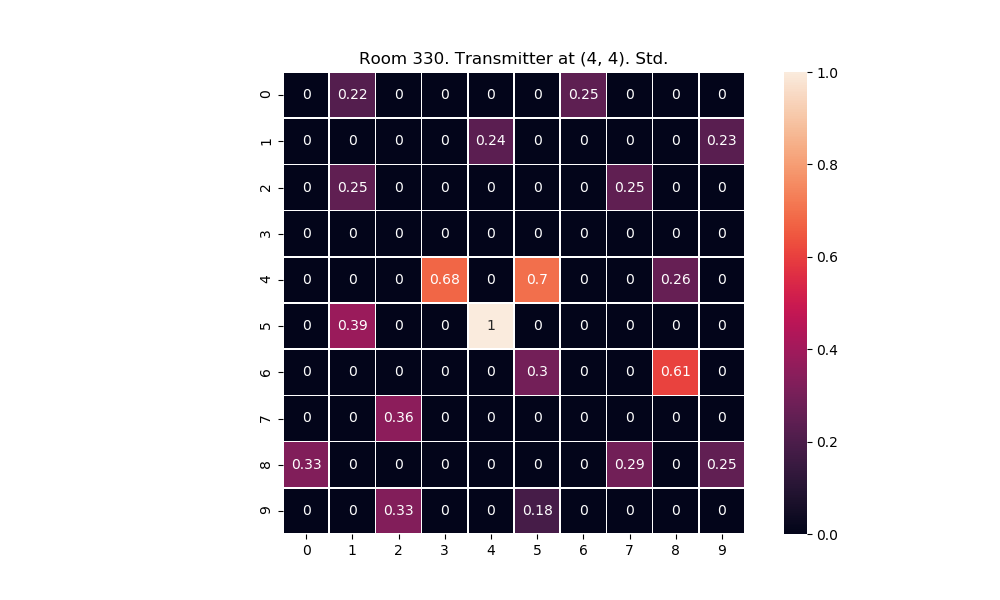 Room 330. Transmitter at (4, 4). Std.
0 0 0.22 0 0 0 0 0.25 0 0 0
1 0 0 0 0 0.24 0 0 0 0 0.23
2 0 0.25 0 0 0 0 0 0.25 0 0
3 0 0 0 0 0 0 0 0 0 0
4 0 0 0 0.68 0 0.7 0 0 0.26 0
5 0 0.39 0 0 1 0 0 0 0 0
6 0 0 0 0 0 0.3 0 0 0.61 0
7 0 0 0.36 0 0 0 0 0 0 0
8 0.33 0 0 0 0 0 0 0.29 0 0.25
9 0 0 0.33 0 0 0.18 0 0 0 0
0 1 2 3 4 5 6 7 8 9
1.0
0.8
0.6
0.4
0.2
0.0